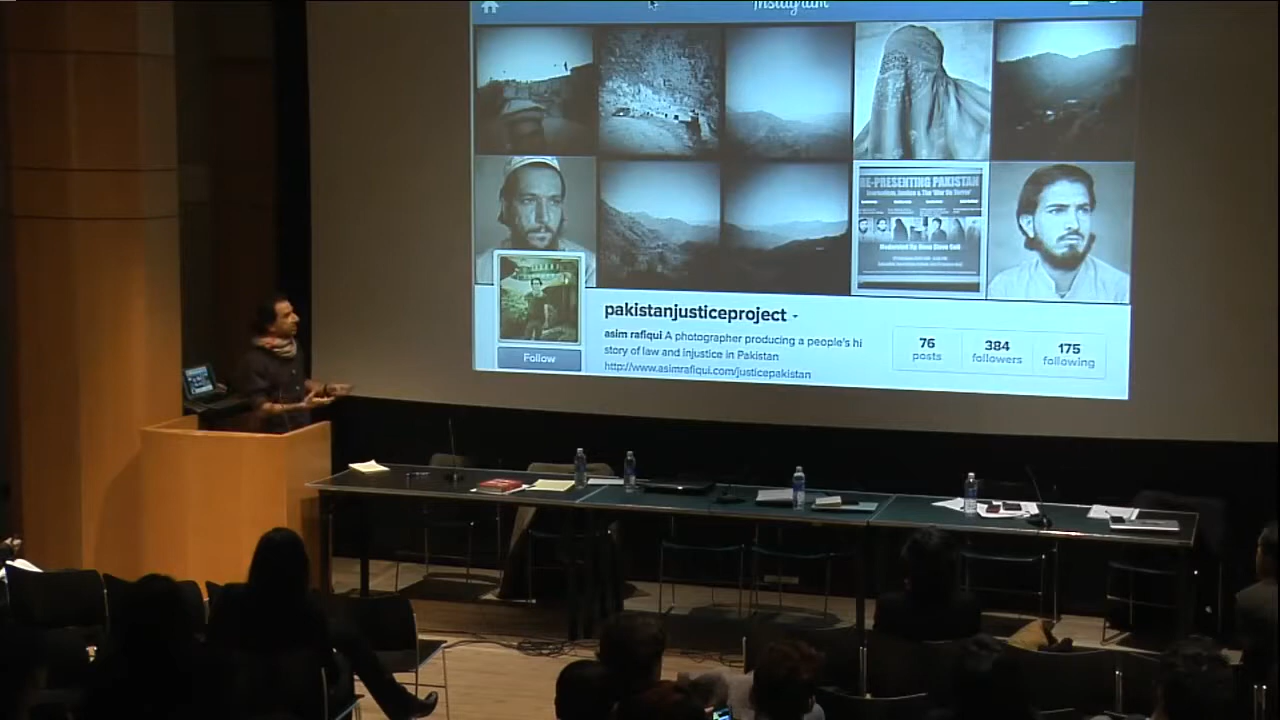 Instagram
RE-PRESENTING PAKISTAN
pakistanjusticeproject
asim rafiqui A photographer producing a people's hi
story of law and injustice in Pakistan
http://www.asimrafiqui.com/justicepakistan
Follow
76
posts
384
followers
175
following